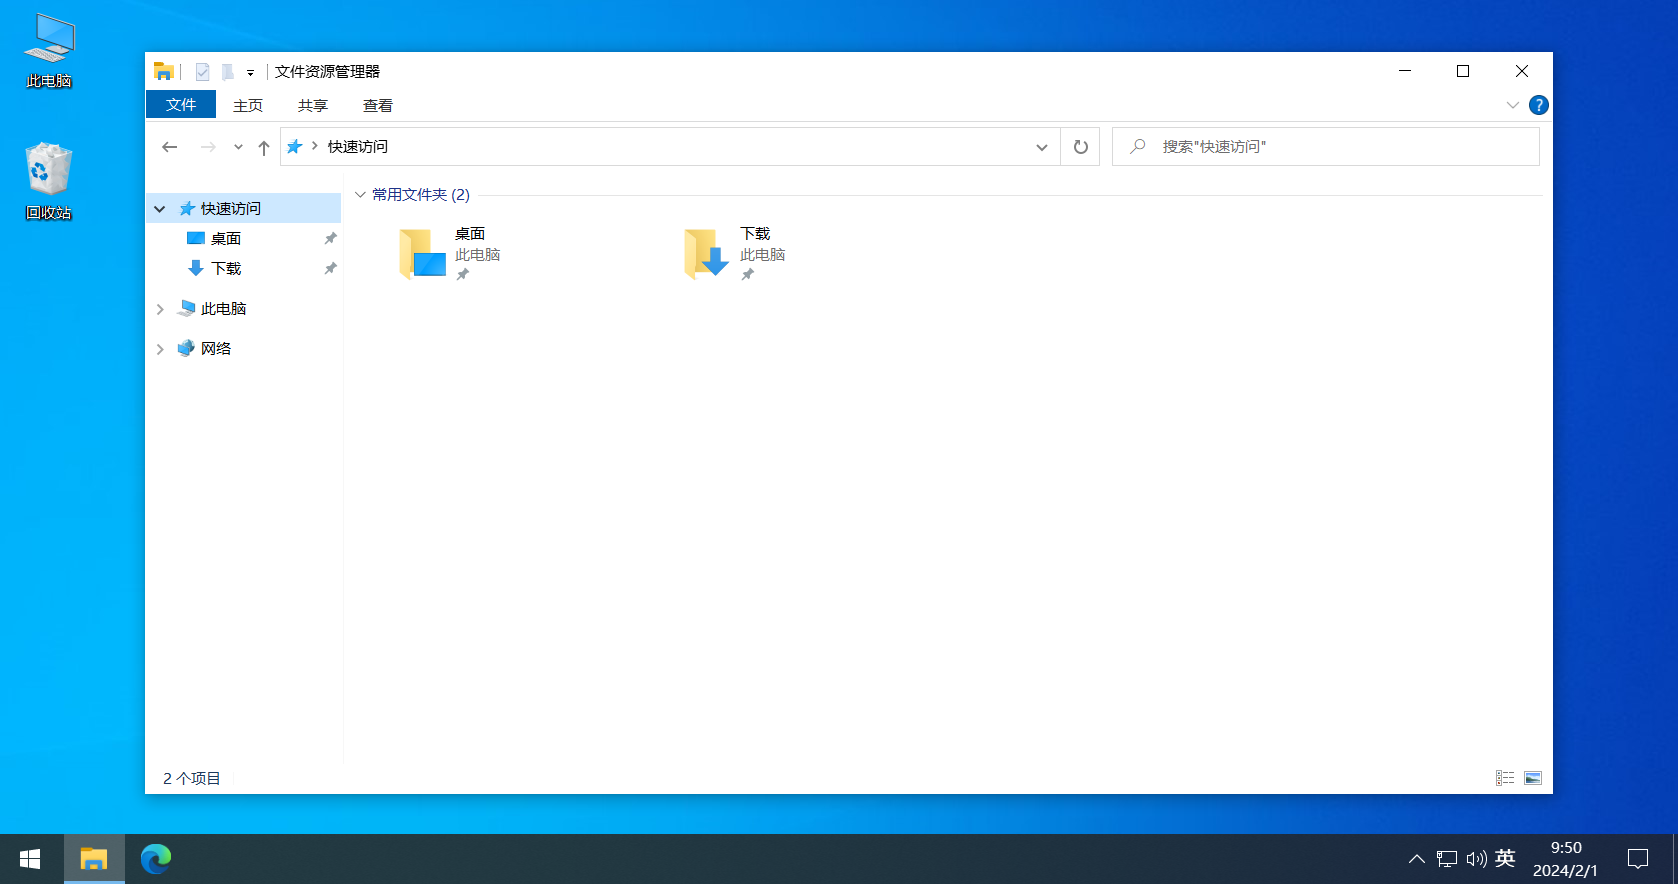 此电脑
回收站
文件资源管理器
文件 主页 共享 查看
快速访问
搜索"快速访问"
快速访问
桌面
下载
此电脑
网络
常用文件夹 (2)
桌面
此电脑
下载
此电脑
2 个项目
英
9:50
2024/2/1